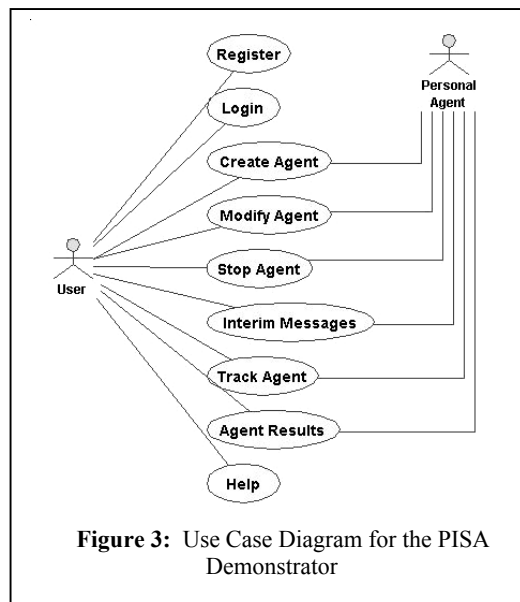 Register
Personal
Agent
Login
Create Agent
Modify Agent
Stop Agent
User
Interim Messages
Track Agent
Agent Results
Help
Figure 3: Use Case Diagram for the PISA
Demonstrator